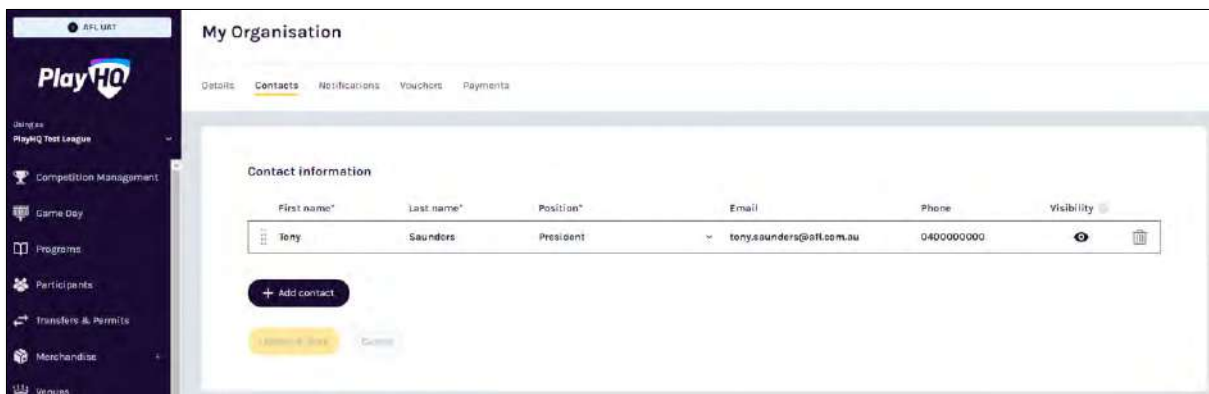 AFL UAT
PlayHQ
Using as
PlayHQ Test League
Competition Management
Game Day
Programs
Participants
Transfers & Permits
Merchandise
Venues
My Organisation
Details Contacts Notifications Vouchers Payments
Contact information
First name* Last name* Position* Email Phone Visibility
Tony Saunders President tony.saunders@afl.com.au 0400000000
+ Add contact
Cancel